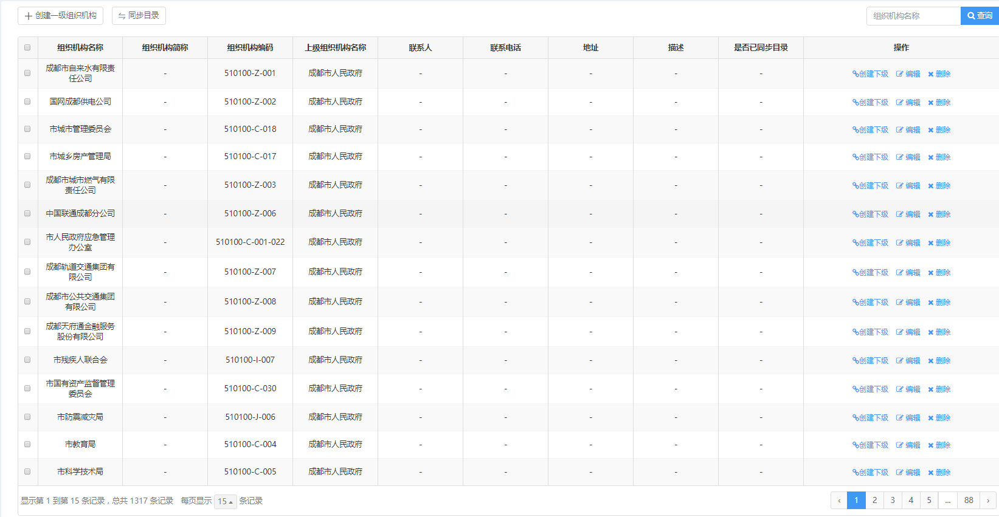 创建一级组织机构 同步目录 组织机构名称 查询
组织机构名称 组织机构简称 组织机构编码 上级组织机构名称 联系人 联系电话 地址 描述 是否已同步目录 操作
成都市自来水有限责
任公司 - 510100-Z-001 成都市人民政府 - - - - - 创建下级 编辑 删除
国网成都供电公司 - 510100-Z-002 成都市人民政府 - - - - - 创建下级 编辑 删除
市城市管理委员会 - 510100-C-018 成都市人民政府 - - - - - 创建下级 编辑 删除
市城乡房产管理局 - 510100-C-017 成都市人民政府 - - - - - 创建下级 编辑 删除
成都市城市燃气有限
责任公司 - 510100-Z-003 成都市人民政府 - - - - - 创建下级 编辑 删除
中国联通成都分公司 - 510100-Z-006 成都市人民政府 - - - - - 创建下级 编辑 删除
市人民政府应急管理
办公室 - 510100-C-001-022 成都市人民政府 - - - - - 创建下级 编辑 删除
成都轨道交通集团有
限公司 - 510100-Z-007 成都市人民政府 - - - - - 创建下级 编辑 删除
成都市公共交通集团
有限公司 - 510100-Z-008 成都市人民政府 - - - - - 创建下级 编辑 删除
成都天府通金融服务
股份有限公司 - 510100-Z-009 成都市人民政府 - - - - - 创建下级 编辑 删除
市残疾人联合会 - 510100-I-007 成都市人民政府 - - - - - 创建下级 编辑 删除
市国有资产监督管理
委员会 - 510100-C-030 成都市人民政府 - - - - - 创建下级 编辑 删除
市防震减灾局 - 510100-J-006 成都市人民政府 - - - - - 创建下级 编辑 删除
市教育局 - 510100-C-004 成都市人民政府 - - - - - 创建下级 编辑 删除
市科学技术局 - 510100-C-005 成都市人民政府 - - - - - 创建下级 编辑 删除
显示第 1 到第 15 条记录，总共 1317 条记录 每页显示 15 条记录 ‹ 1 2 3 4 5 ... 88 ›